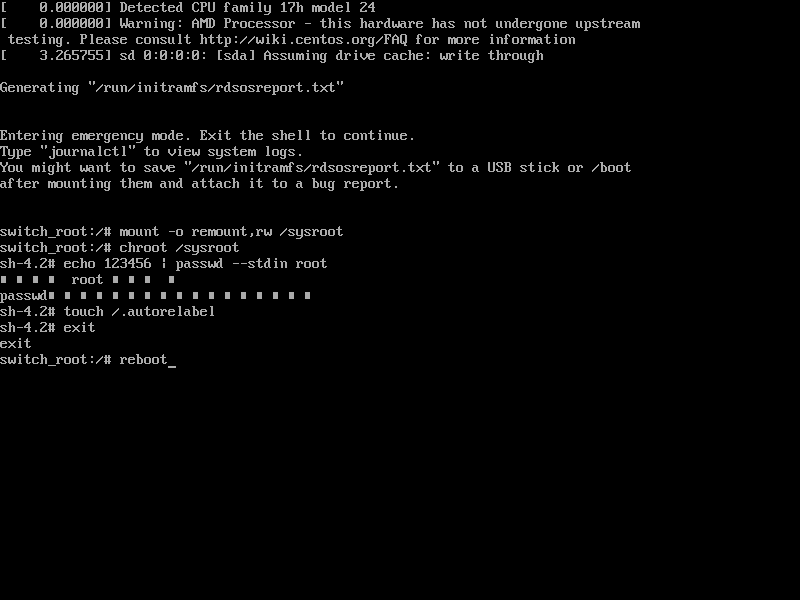 [    0.000000] Detected CPU family 17h model 24
[    0.000000] Warning: AMD Processor - this hardware has not undergone upstream
 testing. Please consult http://wiki.centos.org/FAQ for more information
[    3.265755] sd 0:0:0:0: [sda] Assuming drive cache: write through
Generating "/run/initramfs/rdsosreport.txt"
Entering emergency mode. Exit the shell to continue.
Type "journalctl" to view system logs.
You might want to save "/run/initramfs/rdsosreport.txt" to a USB stick or /boot
after mounting them and attach it to a bug report.
switch_root:/# mount -o remount,rw /sysroot
switch_root:/# chroot /sysroot
sh-4.2# echo 123456 | passwd --stdin root
∎ ∎ ∎ ∎  root ∎ ∎ ∎  ∎
passwd∎ ∎ ∎ ∎ ∎ ∎ ∎ ∎ ∎ ∎ ∎ ∎ ∎ ∎ ∎ ∎ ∎
sh-4.2# touch /.autorelabel
sh-4.2# exit
exit
switch_root:/# reboot_